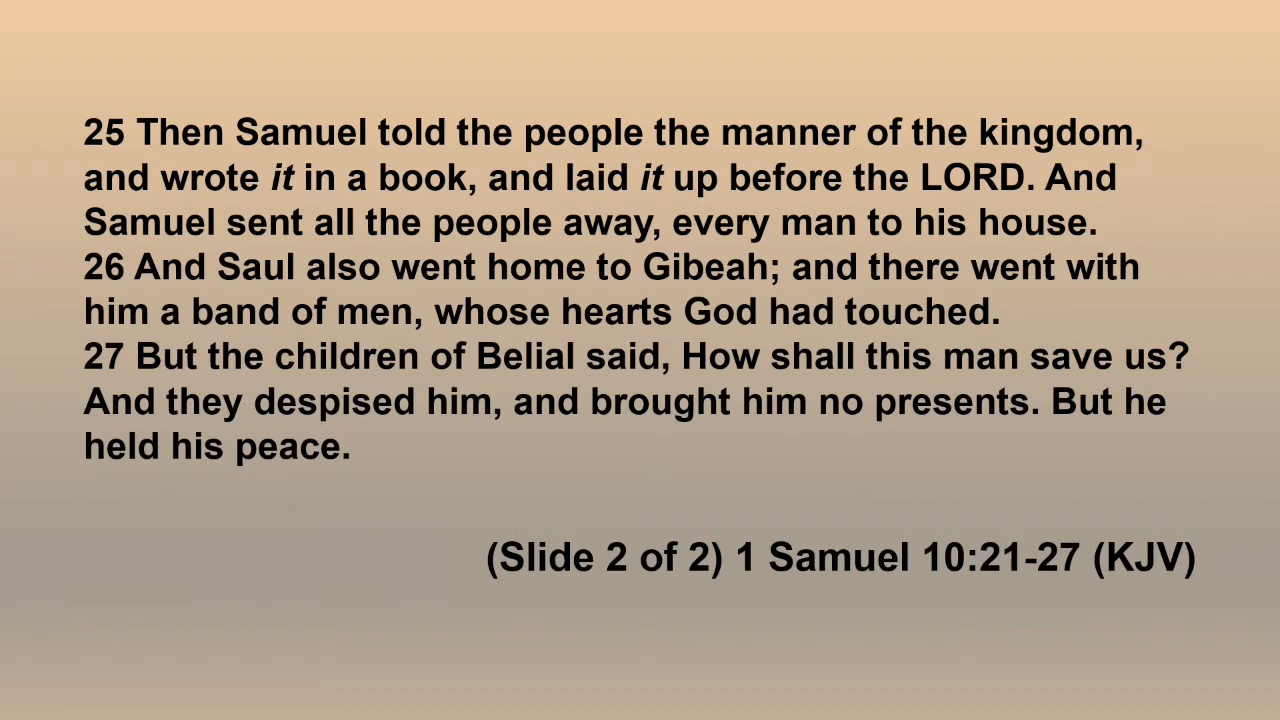 25 Then Samuel told the people the manner of the kingdom,
and wrote it in a book, and laid it up before the LORD. And
Samuel sent all the people away, every man to his house.
26 And Saul also went home to Gibeah; and there went with
him a band of men, whose hearts God had touched.
27 But the children of Belial said, How shall this man save us?
And they despised him, and brought him no presents. But he
held his peace.
(Slide 2 of 2) 1 Samuel 10:21-27 (KJV)